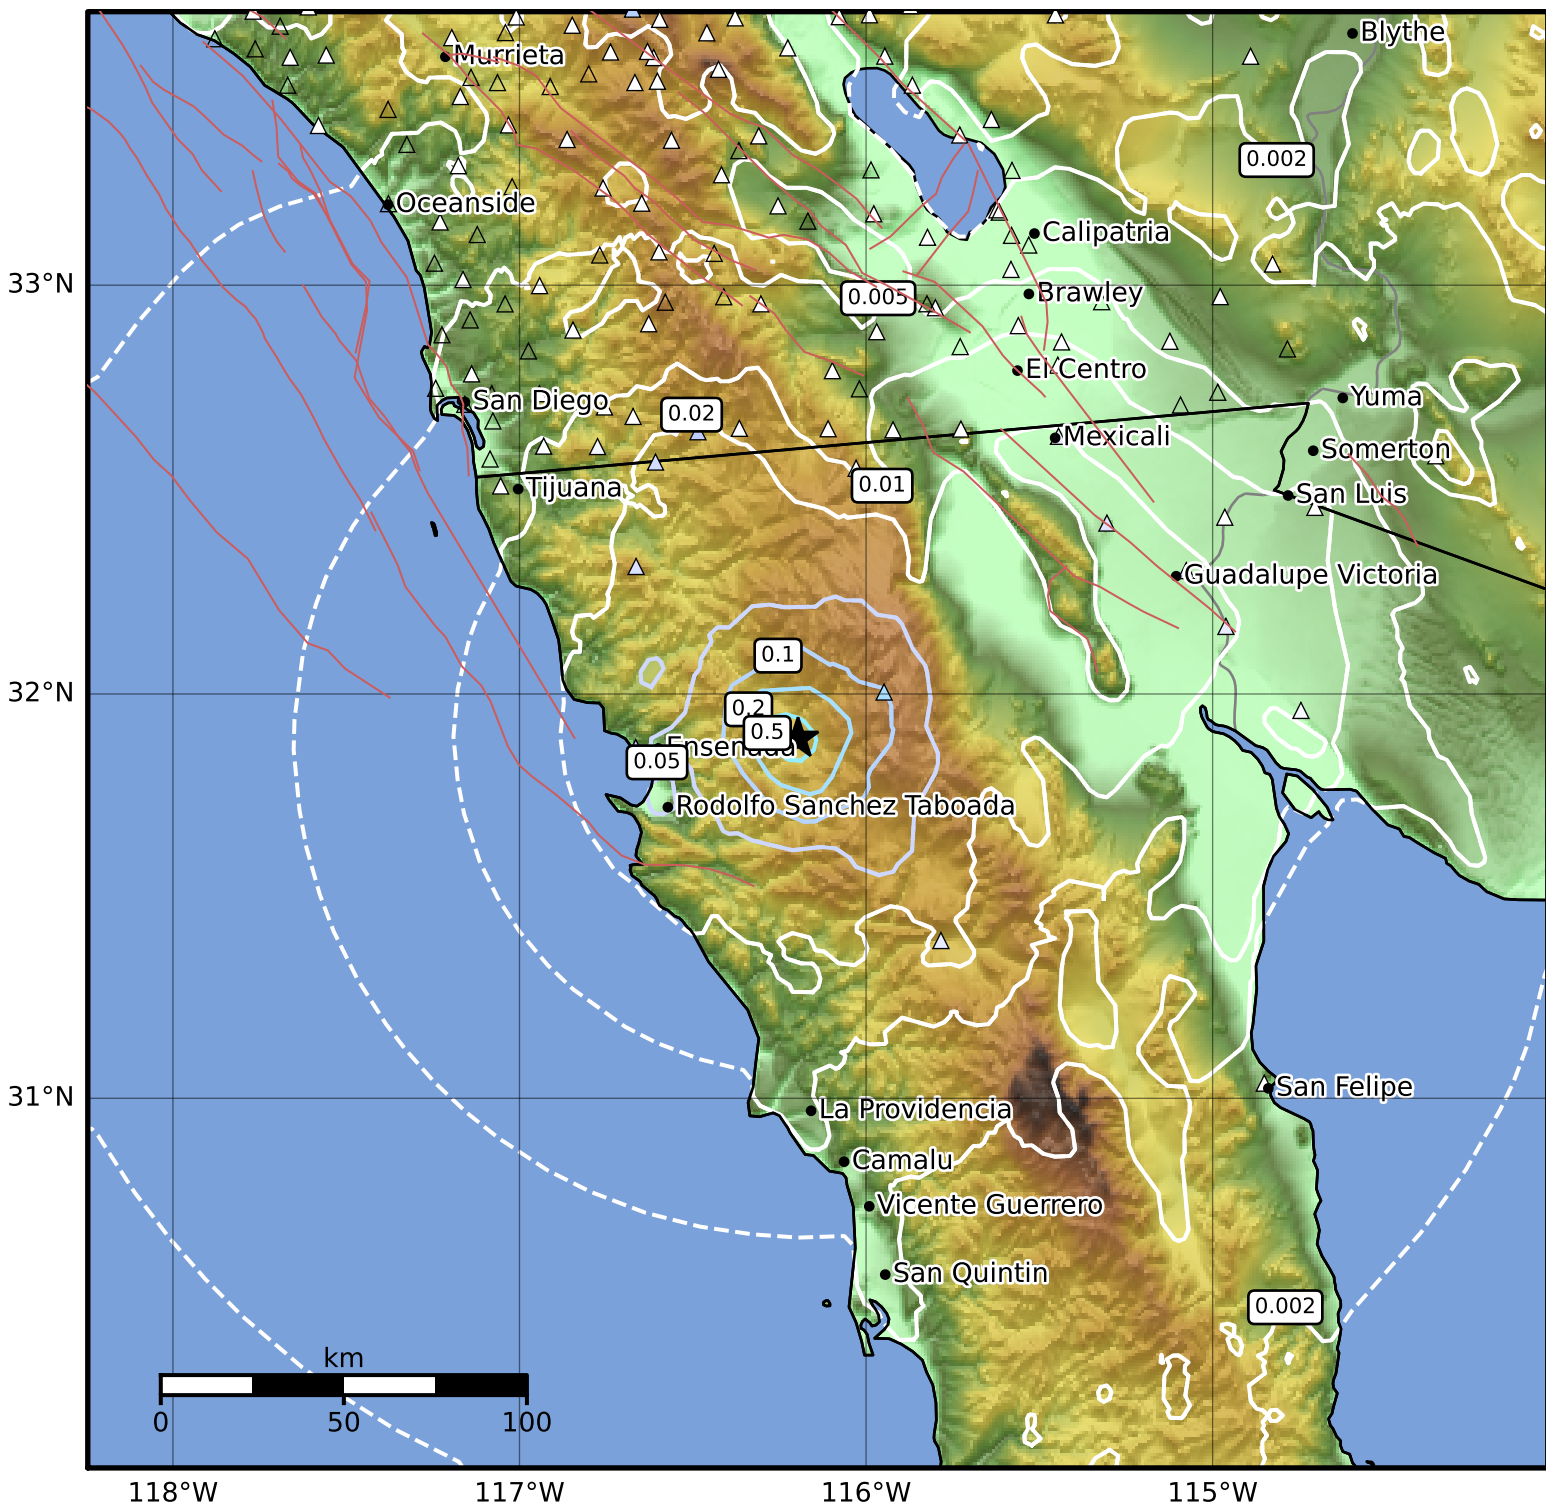 Blythe
Murrieta
0.002
Oceanside
Calipatria
33°N
0.005
Brawley
El Centro
Yuma
San Diego
0.02
Mexicali
Somerton
Tijuana
0.01
San Luis
Guadalupe Victoria
0.1
32°N
0.2
0.5
Ensenada
0.05
Rodolfo Sanchez Taboada
San Felipe
31°N
La Providencia
Camalu
Vicente Guerrero
San Quintin
0.002
km
0 50 100
118°W 117°W 116°W 115°W